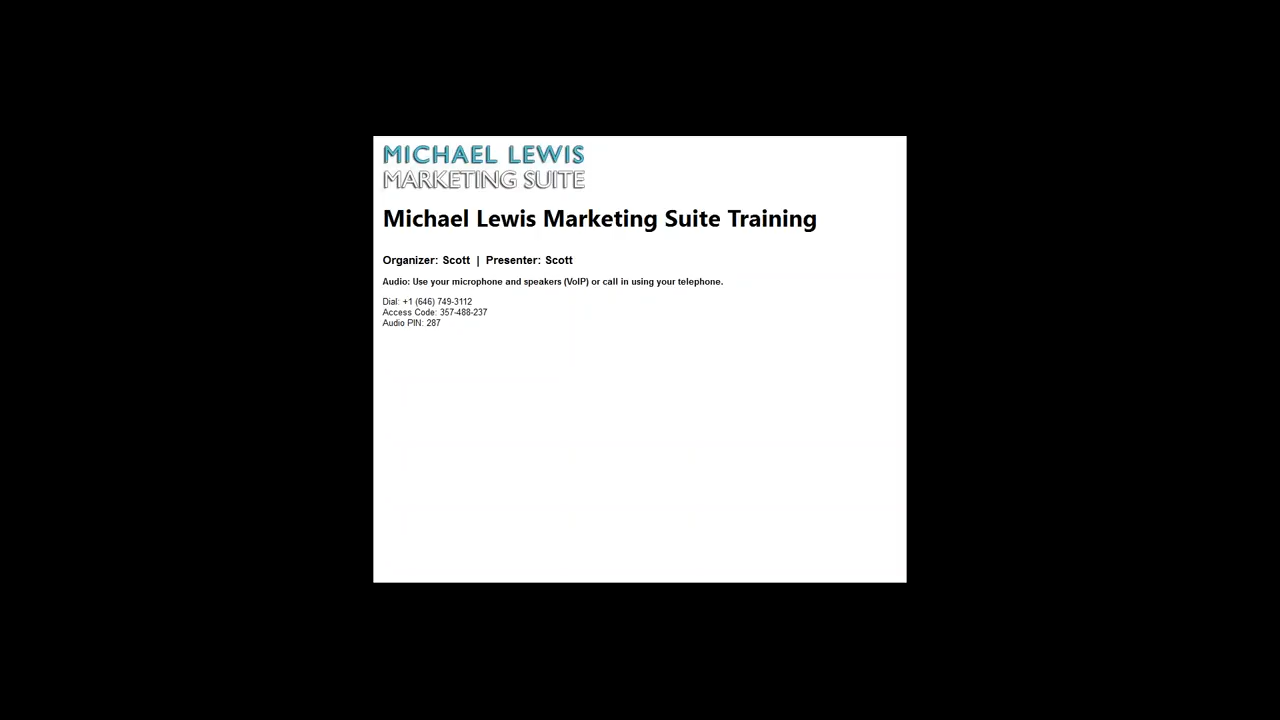 MICHAEL LEWIS
MARKETING SUITE
Michael Lewis Marketing Suite Training
Organizer: Scott | Presenter: Scott
Audio: Use your microphone and speakers (VoIP) or call in using your telephone.
Dial: +1 (646) 749-3112
Access Code: 357-488-237
Audio PIN: 287